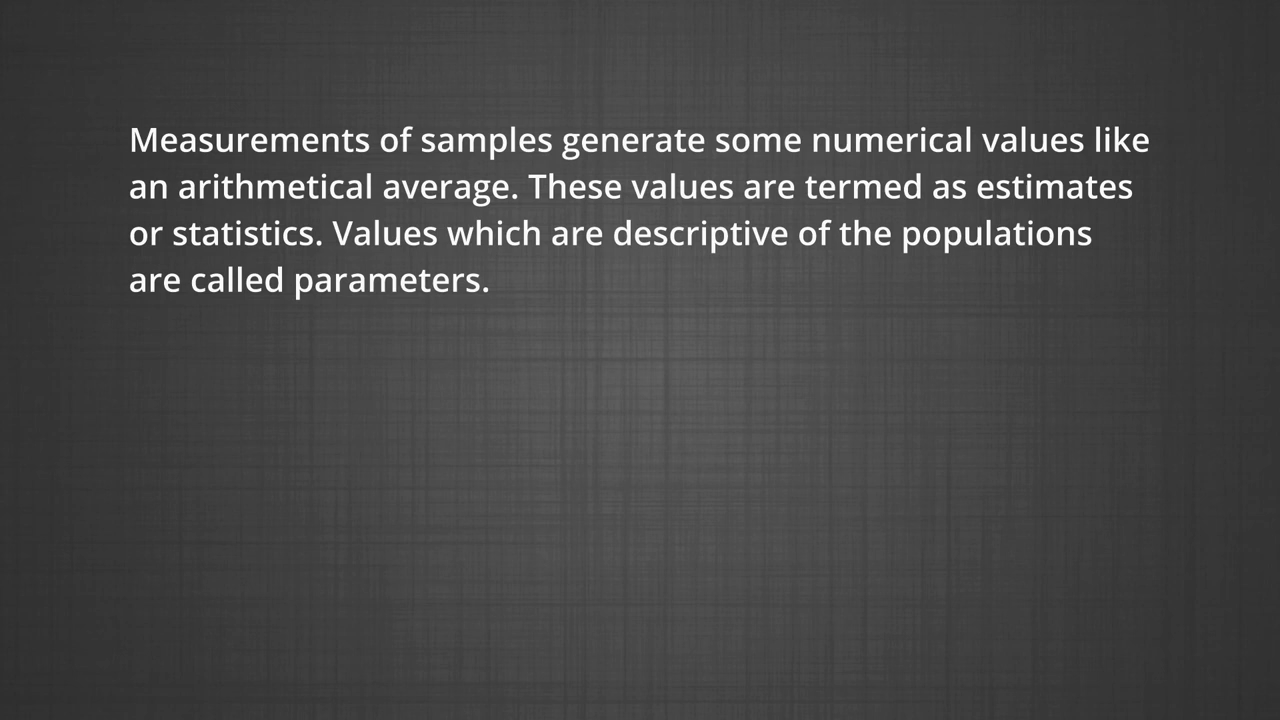 Measurements of samples generate some numerical values like
an arithmetical average. These values are termed as estimates
or statistics. Values which are descriptive of the populations
are called parameters.